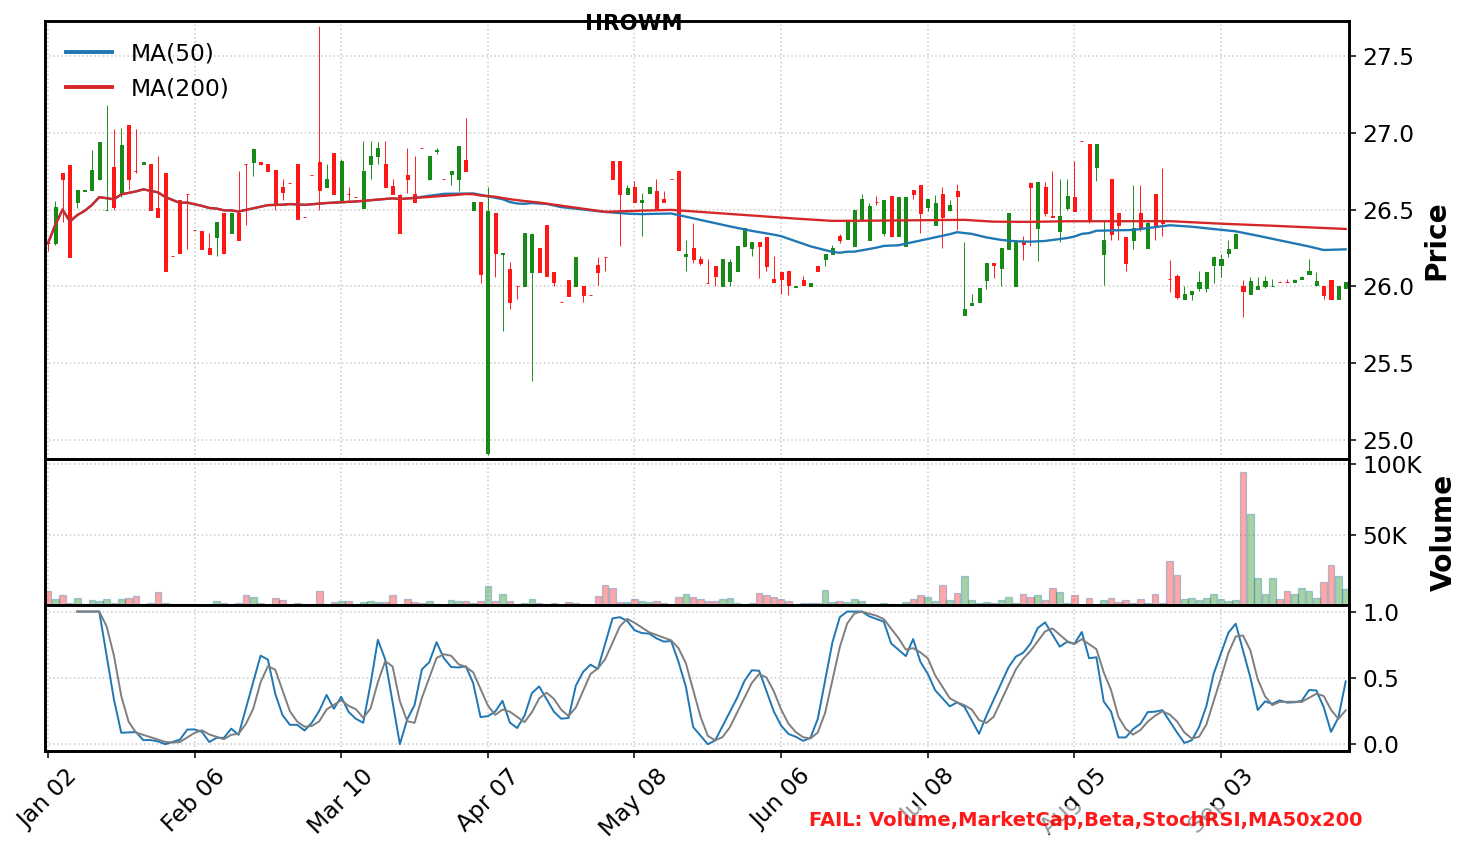 HROWM
MA(50)
MA(200)
27.5
27.0
26.5
26.0
25.5
25.0
Price
100K
50K
Volume
1.0
0.5
0.0
Jan 02
Feb 06
Mar 10
Apr 07
May 08
Jun 06
Jul 08
Aug 05
Sep 03
FAIL: Volume,MarketCap,Beta,StochRSI,MA50x200